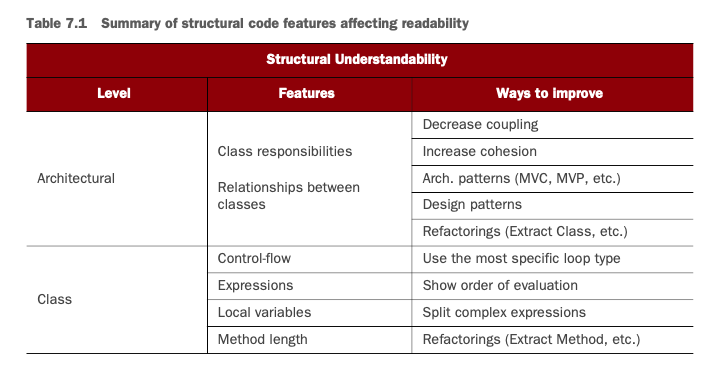 Table 7.1 Summary of structural code features affecting readability
Structural Understandability
Level Features Ways to improve
Architectural
Class responsibilities
Relationships between
classes
Decrease coupling
Increase cohesion
Arch. patterns (MVC, MVP, etc.)
Design patterns
Refactorings (Extract Class, etc.)
Class
Control-flow Use the most specific loop type
Expressions Show order of evaluation
Local variables Split complex expressions
Method length Refactorings (Extract Method, etc.)